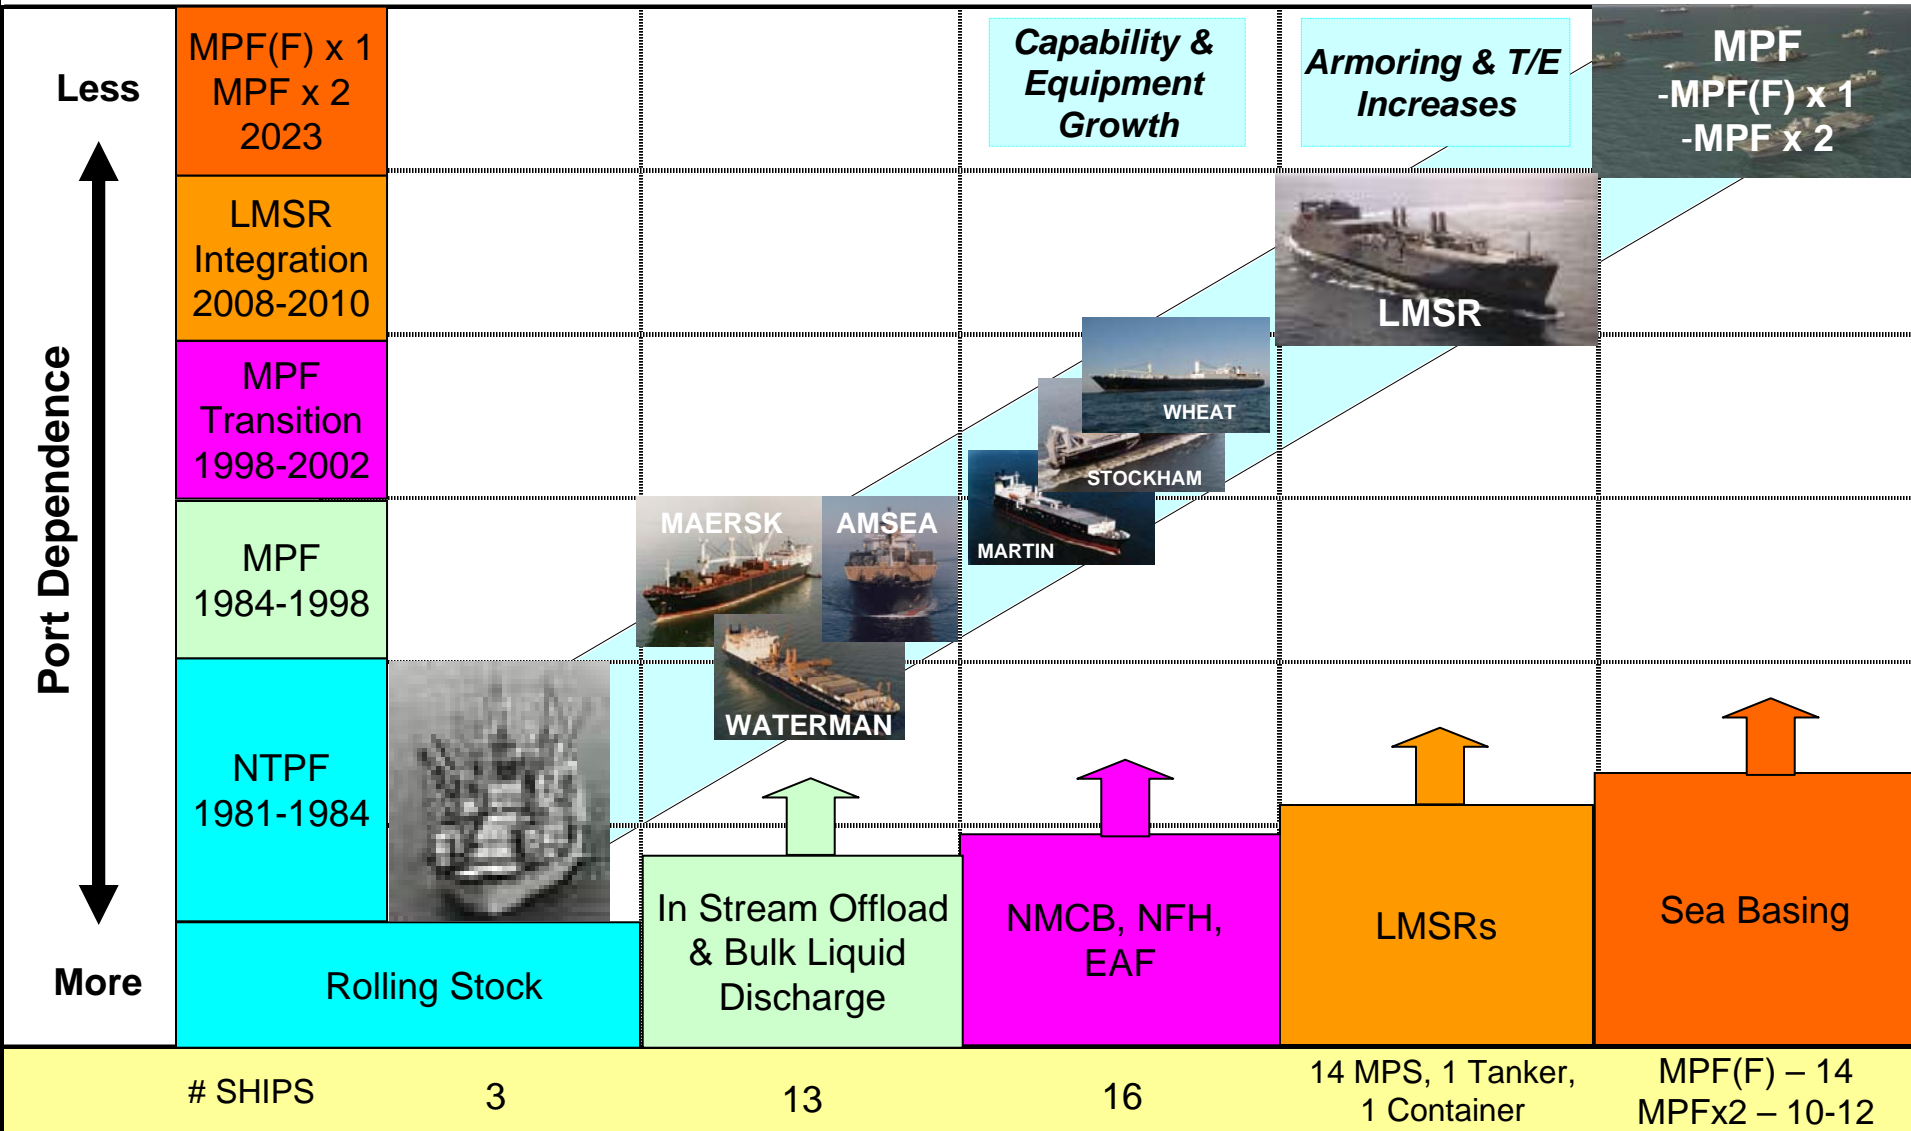 Less
Port Dependence
More
MPF(F) x 1
MPF x 2
2023
LMSR
Integration
2008-2010
MPF
Transition
1998-2002
MPF
1984-1998
NTPF
1981-1984
Capability &
Equipment
Growth
Armoring & T/E
Increases
MPF
-MPF(F) x 1
-MPF x 2
LMSR
WHEAT
STOCKHAM
MARTIN
MAERSK
AMSEA
WATERMAN
Rolling Stock
In Stream Offload
& Bulk Liquid
Discharge
NMCB, NFH,
EAF
LMSRs
Sea Basing
# SHIPS
3
13
16
14 MPS, 1 Tanker,
1 Container
MPF(F) – 14
MPFx2 – 10-12